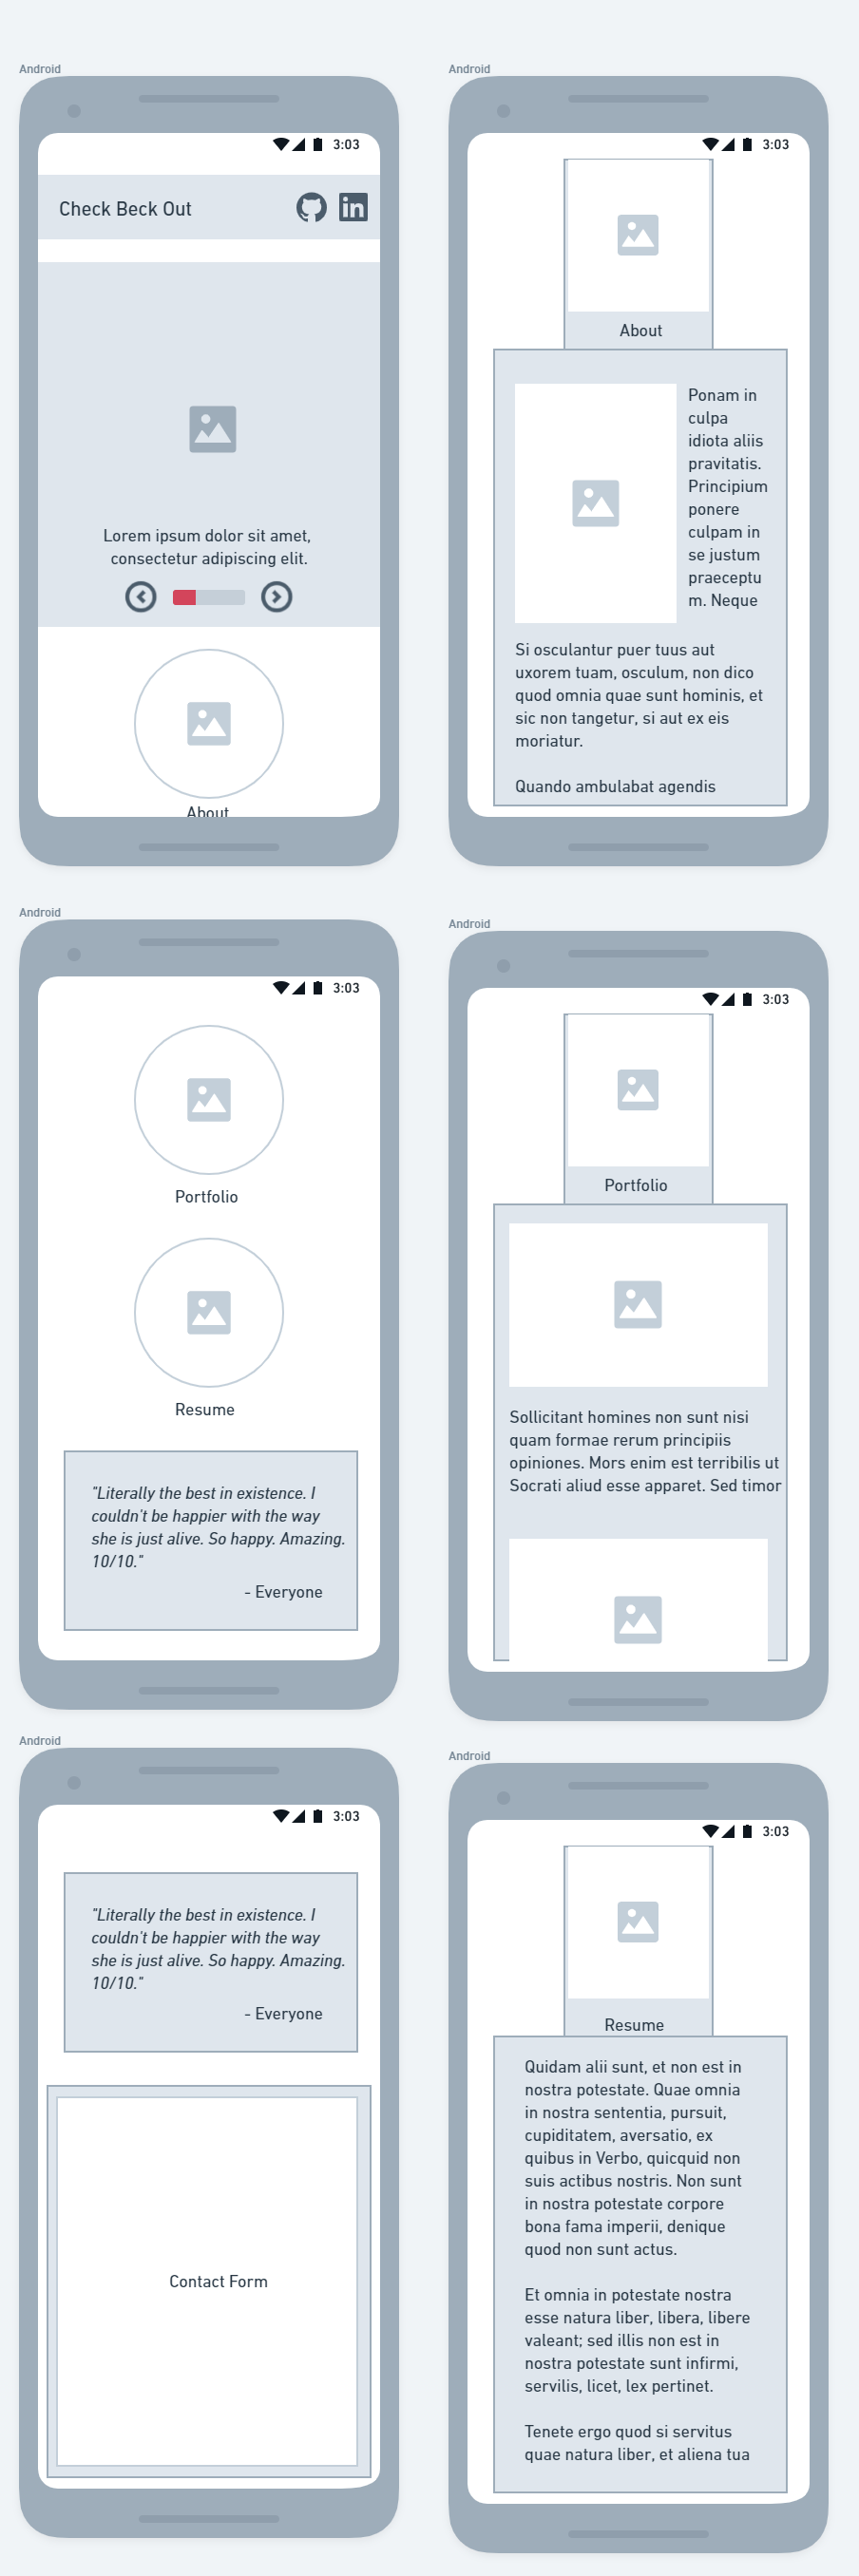 Android
3:03
Check Beck Out
in
Lorem ipsum dolor sit amet,
consectetur adipiscing elit.
About
Android
3:03
About
Ponam in
culpa
idiota aliis
pravitatis.
Principium
ponere
culpam in
se justum
praeceptu
m. Neque
Si osculantur puer tuus aut
uxorem tuam, osculum, non dico
quod omnia quae sunt hominis, et
sic non tangetur, si aut ex eis
moriatur.
Quando ambulabat agendis
Android
3:03
Portfolio
Resume
"Literally the best in existence. I
couldn't be happier with the way
she is just alive. So happy. Amazing.
10/10."
- Everyone
Android
3:03
Portfolio
Sollicitant homines non sunt nisi
quam formae rerum principiis
opiniones. Mors enim est terribilis ut
Socrati aliud esse apparet. Sed timor
Android
3:03
"Literally the best in existence. I
couldn't be happier with the way
she is just alive. So happy. Amazing.
10/10."
- Everyone
Contact Form
Android
3:03
Resume
Quidam alii sunt, et non est in
nostra potestate. Quae omnia
in nostra sententia, pursuit,
cupiditatem, aversatio, ex
quibus in Verbo, quicquid non
suis actibus nostris. Non sunt
in nostra potestate corpore
bona fama imperii, denique
quod non sunt actus.
Et omnia in potestate nostra
esse natura liber, libera, libere
valeant; sed illis non est in
nostra potestate sunt infirmi,
servilis, licet, lex pertinet.
Tenete ergo quod si servitus
quae natura liber, et aliena tua